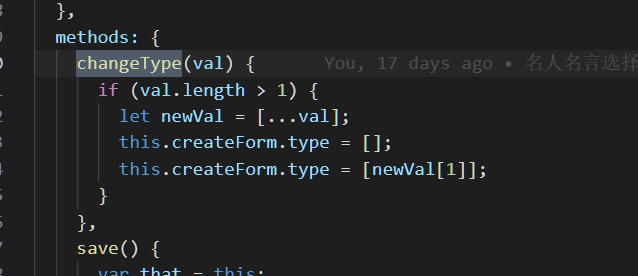 },
methods: {
changeType(val) { You, 17 days ago • 名人名言选择
if (val.length > 1) {
let newVal = [...val];
this.createForm.type = [];
this.createForm.type = [newVal[1]];
}
},
save() {
var that = this;